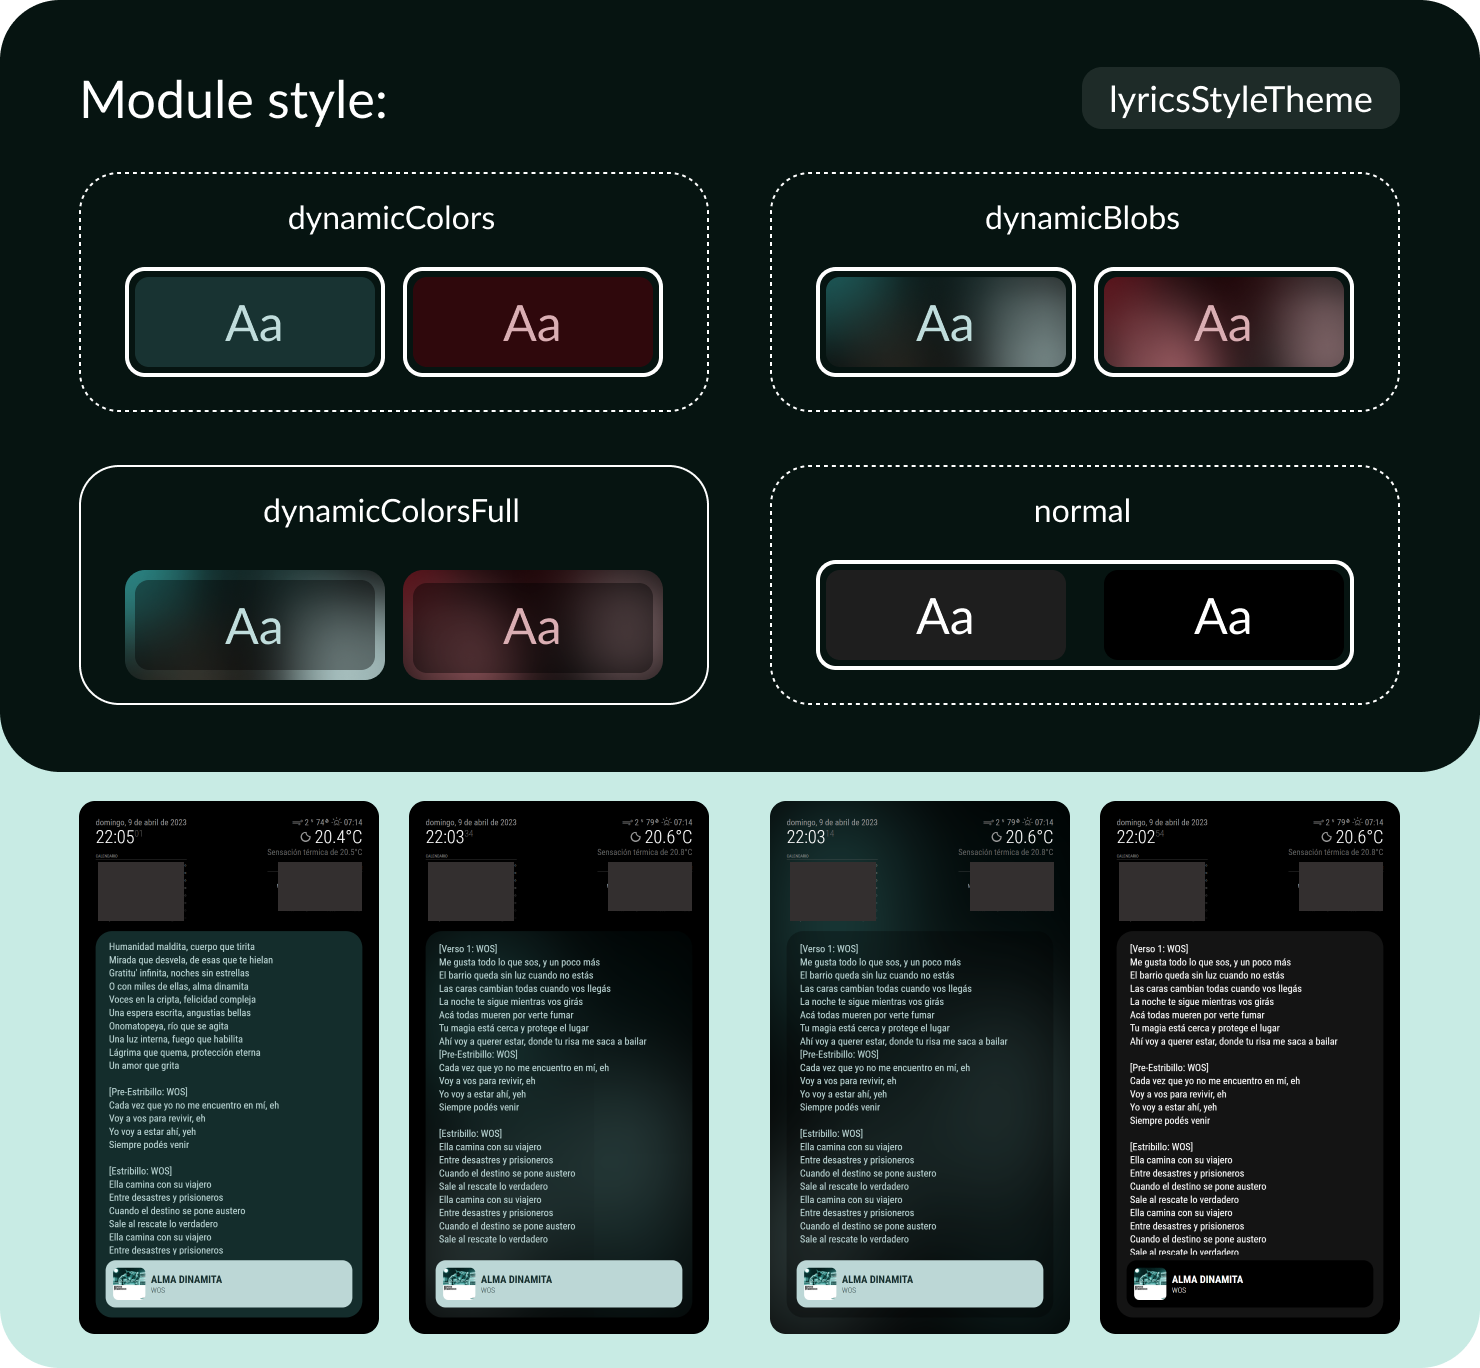 Module style:
lyricsStyleTheme
dynamicColors
Aa
Aa
dynamicBlobs
Aa
Aa
dynamicColorsFull
Aa
Aa
normal
Aa
Aa
domingo, 9 de abril de 2023
22:05 01
2 74º 07:14
20.4°C
Sensación térmica de 20.5°C
CALENDARIO
Humanidad maldita, cuerpo que tirita
Mirada que desvela, de esas que te hielan
Gratitu' infinita, noches sin estrellas
O con miles de ellas, alma dinamita
Voces en la cripta, felicidad compleja
Una espera escrita, angustias bellas
Onomatopeya, río que se agita
Una luz interna, fuego que habilita
Lágrima que quema, protección eterna
Un amor que grita
[Pre-Estribillo: WOS]
Cada vez que yo no me encuentro en mí, eh
Voy a vos para revivir, eh
Yo voy a estar ahí, yeh
Siempre podés venir
[Estribillo: WOS]
Ella camina con su viajero
Entre desastres y prisioneros
Cuando el destino se pone austero
Sale al rescate lo verdadero
Ella camina con su viajero
Entre desastres y prisioneros
ALMA DINAMITA
WOS
domingo, 9 de abril de 2023
22:03 34
2 79º 07:14
20.6°C
Sensación térmica de 20.8°C
CALENDARIO
[Verso 1: WOS]
Me gusta todo lo que sos, y un poco más
El barrio queda sin luz cuando no estás
Las caras cambian todas cuando vos llegás
La noche te sigue mientras vos girás
Acá todas mueren por verte fumar
Tu magia está cerca y protege el lugar
Ahí voy a querer estar, donde tu risa me saca a bailar
[Pre-Estribillo: WOS]
Cada vez que yo no me encuentro en mí, eh
Voy a vos para revivir, eh
Yo voy a estar ahí, yeh
Siempre podés venir
[Estribillo: WOS]
Ella camina con su viajero
Entre desastres y prisioneros
Cuando el destino se pone austero
Sale al rescate lo verdadero
Ella camina con su viajero
Entre desastres y prisioneros
Cuando el destino se pone austero
Sale al rescate lo verdadero
ALMA DINAMITA
WOS
domingo, 9 de abril de 2023
22:03 14
2 79º 07:14
20.6°C
Sensación térmica de 20.8°C
CALENDARIO
[Verso 1: WOS]
Me gusta todo lo que sos, y un poco más
El barrio queda sin luz cuando no estás
Las caras cambian todas cuando vos llegás
La noche te sigue mientras vos girás
Acá todas mueren por verte fumar
Tu magia está cerca y protege el lugar
Ahí voy a querer estar, donde tu risa me saca a bailar
[Pre-Estribillo: WOS]
Cada vez que yo no me encuentro en mí, eh
Voy a vos para revivir, eh
Yo voy a estar ahí, yeh
Siempre podés venir
[Estribillo: WOS]
Ella camina con su viajero
Entre desastres y prisioneros
Cuando el destino se pone austero
Sale al rescate lo verdadero
Ella camina con su viajero
Entre desastres y prisioneros
Cuando el destino se pone austero
Sale al rescate lo verdadero
ALMA DINAMITA
WOS
domingo, 9 de abril de 2023
22:02 54
2 79º 07:14
20.6°C
Sensación térmica de 20.8°C
CALENDARIO
[Verso 1: WOS]
Me gusta todo lo que sos, y un poco más
El barrio queda sin luz cuando no estás
Las caras cambian todas cuando vos llegás
La noche te sigue mientras vos girás
Acá todas mueren por verte fumar
Tu magia está cerca y protege el lugar
Ahí voy a querer estar, donde tu risa me saca a bailar
[Pre-Estribillo: WOS]
Cada vez que yo no me encuentro en mí, eh
Voy a vos para revivir, eh
Yo voy a estar ahí, yeh
Siempre podés venir
[Estribillo: WOS]
Ella camina con su viajero
Entre desastres y prisioneros
Cuando el destino se pone austero
Sale al rescate lo verdadero
Ella camina con su viajero
Entre desastres y prisioneros
Cuando el destino se pone austero
Sale al rescate lo verdadero
ALMA DINAMITA
WOS